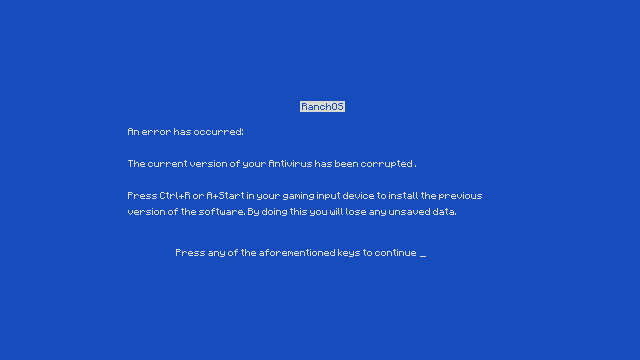 RanchOS
An error has occurred:
The current version of your Antivirus has been corrupted.
Press Ctrl+R or A+Start in your gaming input device to install the previous
version of the software. By doing this you will lose any unsaved data.
Press any of the aforementioned keys to continue _